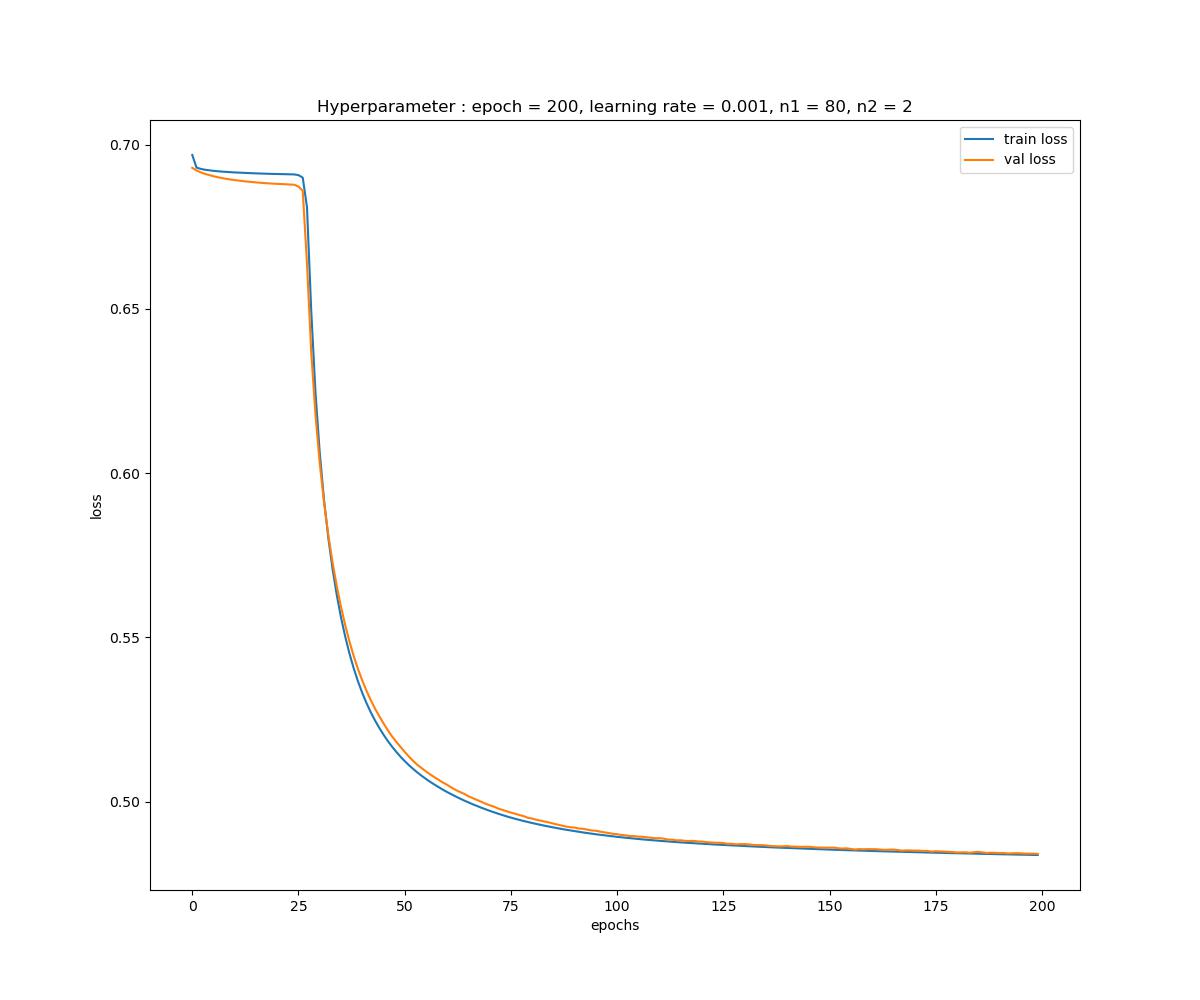 Hyperparameter : epoch = 200, learning rate = 0.001, n1 = 80, n2 = 2
train loss
val loss
0.70
0.65
0.60
0.55
0.50
loss
0 25 50 75 100 125 150 175 200
epochs